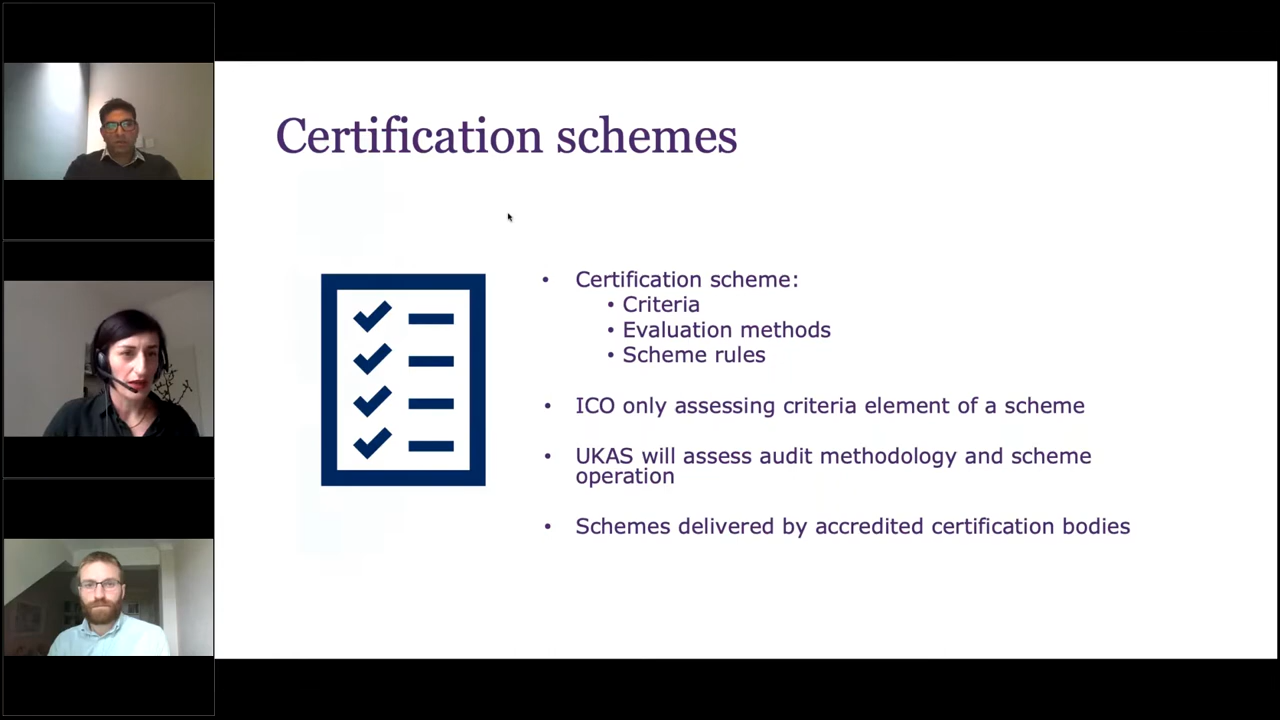 Certification schemes
• Certification scheme:
• Criteria
• Evaluation methods
• Scheme rules
• ICO only assessing criteria element of a scheme
• UKAS will assess audit methodology and scheme
operation
• Schemes delivered by accredited certification bodies